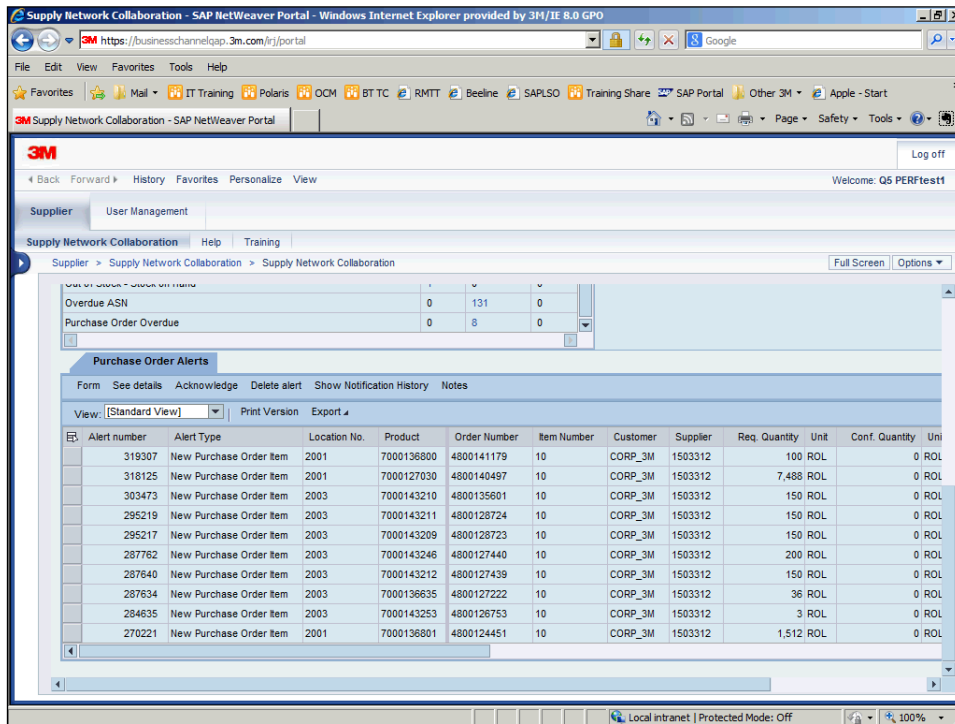 Supply Network Collaboration - SAP NetWeaver Portal - Windows Internet Explorer provided by 3M/IE 8.0 GPO
3M https://businesschannelqap.3m.com/irj/portal Google
File Edit View Favorites Tools Help
Favorites Mail IT Training Polaris OCM BT TC RMTT Beeline SAPLSO Training Share SAP Portal Other 3M Apple - Start
3M Supply Network Collaboration - SAP NetWeaver Portal Page Safety Tools
3M Log off
Back Forward History Favorites Personalize View Welcome: Q5 PERFtest1
Supplier User Management
Supply Network Collaboration Help Training
Supplier > Supply Network Collaboration > Supply Network Collaboration Full Screen Options
Out of Stock - Stock on Hand 1 0 0
Overdue ASN 0 131 0
Purchase Order Overdue 0 8 0
Purchase Order Alerts
Form See details Acknowledge Delete alert Show Notification History Notes
View: [Standard View] Print Version Export
Alert number Alert Type Location No. Product Order Number Item Number Customer Supplier Req. Quantity Unit Conf. Quantity Uni
319307 New Purchase Order Item 2001 7000136800 4800141179 10 CORP_3M 1503312 100 ROL 0 ROL
318125 New Purchase Order Item 2001 7000127030 4800140497 10 CORP_3M 1503312 7,488 ROL 0 ROL
303473 New Purchase Order Item 2003 7000143210 4800135601 10 CORP_3M 1503312 150 ROL 0 ROL
295219 New Purchase Order Item 2003 7000143211 4800128724 10 CORP_3M 1503312 150 ROL 0 ROL
295217 New Purchase Order Item 2003 7000143209 4800128723 10 CORP_3M 1503312 150 ROL 0 ROL
287762 New Purchase Order Item 2003 7000143246 4800127440 10 CORP_3M 1503312 200 ROL 0 ROL
287640 New Purchase Order Item 2003 7000143212 4800127439 10 CORP_3M 1503312 150 ROL 0 ROL
287634 New Purchase Order Item 2003 7000136635 4800127222 10 CORP_3M 1503312 36 ROL 0 ROL
284635 New Purchase Order Item 2003 7000143253 4800126753 10 CORP_3M 1503312 3 ROL 0 ROL
270221 New Purchase Order Item 2001 7000136801 4800124451 10 CORP_3M 1503312 1,512 ROL 0 ROL
Local intranet | Protected Mode: Off 100%